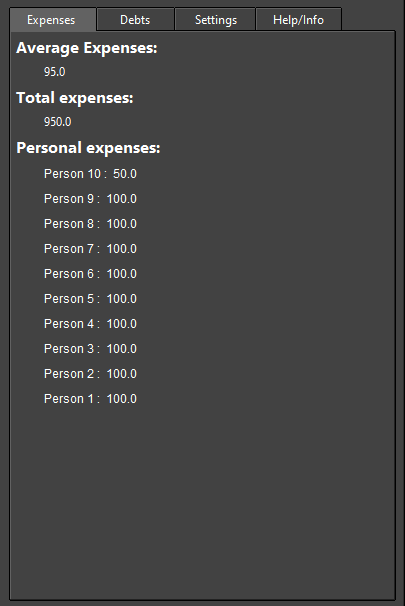 Expenses Debts Settings Help/Info
Average Expenses:
95.0
Total expenses:
950.0
Personal expenses:
Person 10 : 50.0
Person 9 : 100.0
Person 8 : 100.0
Person 7 : 100.0
Person 6 : 100.0
Person 5 : 100.0
Person 4 : 100.0
Person 3 : 100.0
Person 2 : 100.0
Person 1 : 100.0